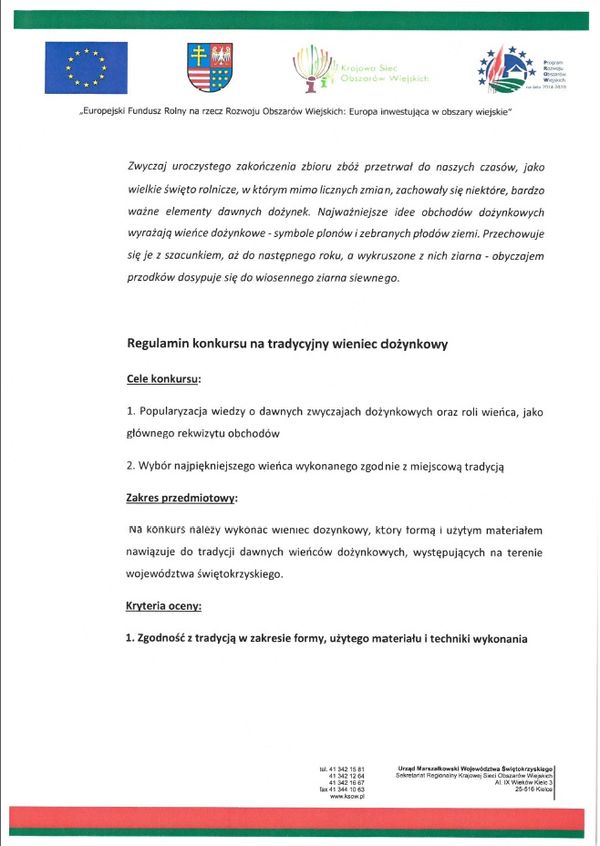 Krajowa Sieć
Obszarów Wiejskich
Program
Rozwoju
Obszarów
Wiejskich
na lata 2014-2020
„Europejski Fundusz Rolny na rzecz Rozwoju Obszarów Wiejskich: Europa inwestująca w obszary wiejskie"
Zwyczaj uroczystego zakończenia zbioru zbóż przetrwał do naszych czasów, jako
wielkie święto rolnicze, w którym mimo licznych zmian, zachowały się niektóre, bardzo
ważne elementy dawnych dożynek. Najważniejsze idee obchodów dożynkowych
wyrażają wieńce dożynkowe - symbole plonów i zebranych płodów ziemi. Przechowuje
się je z szacunkiem, aż do następnego roku, a wykruszone z nich ziarna - obyczajem
przodków dosypuje się do wiosennego ziarna siewnego.
Regulamin konkursu na tradycyjny wieniec dożynkowy
Cele konkursu:
1. Popularyzacja wiedzy o dawnych zwyczajach dożynkowych oraz roli wieńca, jako
głównego rekwizytu obchodów
2. Wybór najpiękniejszego wieńca wykonanego zgodnie z miejscową tradycją
Zakres przedmiotowy:
Na konkurs należy wykonać wieniec dożynkowy, który formą i użytym materiałem
nawiązuje do tradycji dawnych wieńców dożynkowych, występujących na terenie
województwa świętokrzyskiego.
Kryteria oceny:
1. Zgodność z tradycją w zakresie formy, użytego materiału i techniki wykonania
tel. 41 342 15 81
41 342 12 64
41 342 16 67
fax 41 344 10 63
www.ksow.pl
Urząd Marszałkowski Województwa Świętokrzyskiego
Sekretariat Regionalny Krajowej Sieci Obszarów Wiejskich
Al. IX Wieków Kielc 3
25-516 Kielce